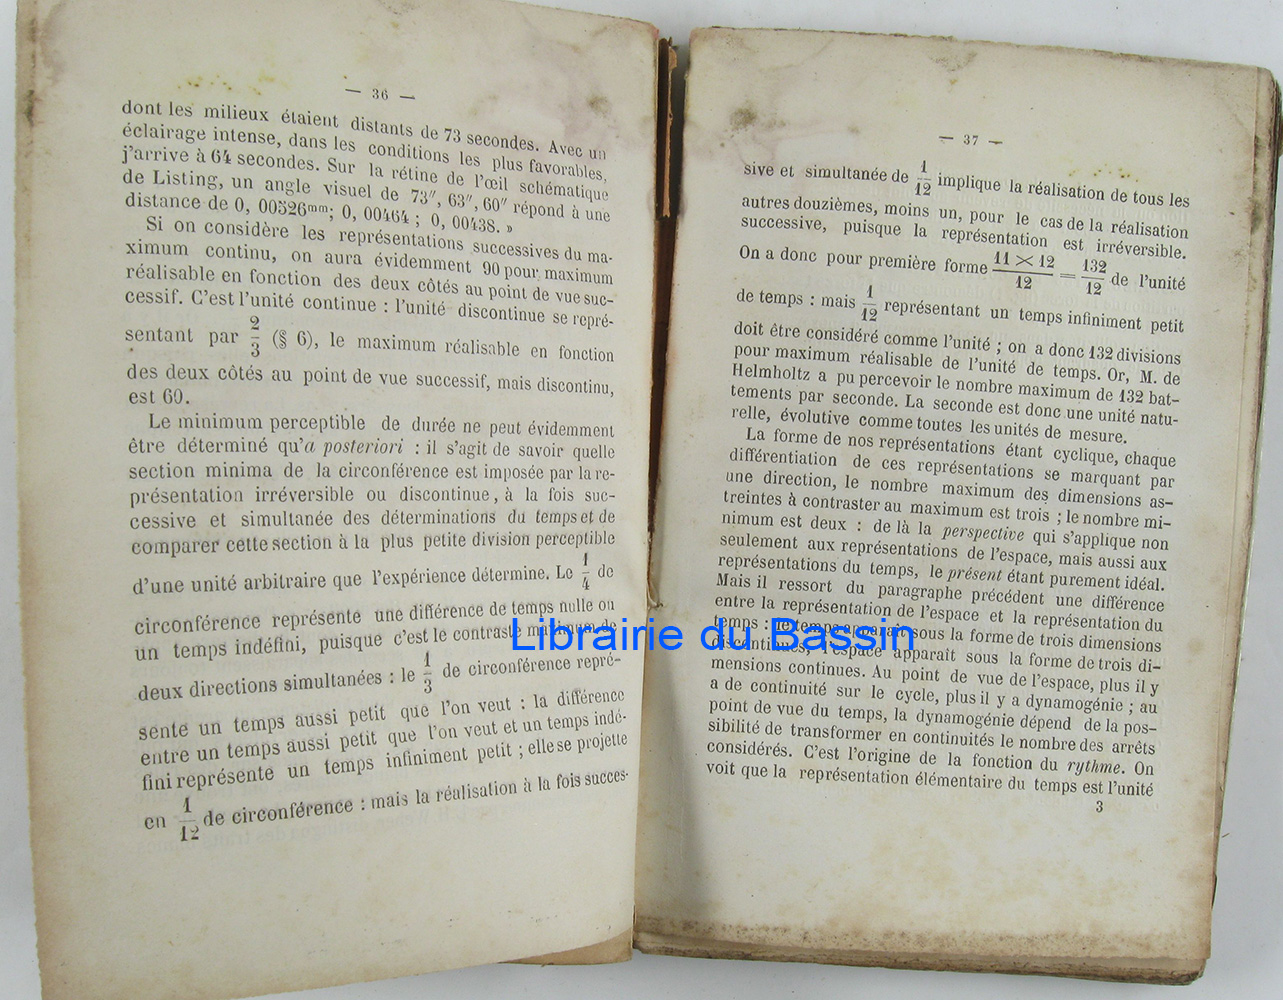 — 36 —
dont les milieux étaient distants de 73 secondes. Avec un
éclairage intense, dans les conditions les plus favorables,
j'arrive à 64 secondes. Sur la rétine de l'œil schématique
de Listing, un angle visuel de 73″, 63″, 60″ répond à une
distance de 0, 00526mm; 0, 00464 ; 0, 00438. »
Si on considère les représentations successives du ma-
ximum continu, on aura évidemment 90 pour maximum
réalisable en fonction des deux côtés au point de vue suc-
cessif. C'est l'unité continue : l'unité discontinue se repré-
sentant par 2/3 (§ 6), le maximum réalisable en fonction
des deux côtés au point de vue successif, mais discontinu,
est 60.
Le minimum perceptible de durée ne peut évidemment
être déterminé qu'a posteriori : il s'agit de savoir quelle
section minima de la circonférence est imposée par la re-
présentation irréversible ou discontinue, à la fois suc-
cessive et simultanée des déterminations du temps et de
comparer cette section à la plus petite division perceptible
d'une unité arbitraire que l'expérience détermine. Le 1/4 de
circonférence représente une différence de temps nulle ou
un temps indéfini, puisque c'est le contraste maximum de
deux directions simultanées : le 1/3 de circonférence repré-
sente un temps aussi petit que l'on veut : la différence
entre un temps aussi petit que l'on veut et un temps indé-
fini représente un temps infiniment petit ; elle se projette
en 1/12 de circonférence : mais la réalisation à la fois succes-
— 37 —
sive et simultanée de 1/12 implique la réalisation de tous les
autres douzièmes, moins un, pour le cas de la réalisation
successive, puisque la représentation est irréversible.
On a donc pour première forme 11 × 12/12 = 132/12 de l'unité
de temps : mais 1/12 représentant un temps infiniment petit
doit être considéré comme l'unité ; on a donc 132 divisions
pour maximum réalisable de l'unité de temps. Or, M. de
Helmholtz a pu percevoir le nombre maximum de 132 bat-
tements par seconde. La seconde est donc une unité natu-
relle, évolutive comme toutes les unités de mesure.
La forme de nos représentations étant cyclique, chaque
différentiation de ces représentations se marquant par
une direction, le nombre maximum des dimensions as-
treintes à contraster au maximum est trois ; le nombre mi-
nimum est deux : de là la perspective qui s'applique non
seulement aux représentations de l'espace, mais aussi aux
représentations du temps, le présent étant purement idéal.
Mais il ressort du paragraphe précédent une différence
entre la représentation de l'espace et la représentation du
temps : le temps apparaît sous la forme de trois dimensions
discontinues, l'espace apparaît sous la forme de trois di-
mensions continues. Au point de vue de l'espace, plus il y
a de continuité sur le cycle, plus il y a dynamogénie ; au
point de vue du temps, la dynamogénie dépend de la pos-
sibilité de transformer en continuités le nombre des arrêts
considérés. C'est l'origine de la fonction du rythme. On
voit que la représentation élémentaire du temps est l'unité
3
Librairie du Bassin